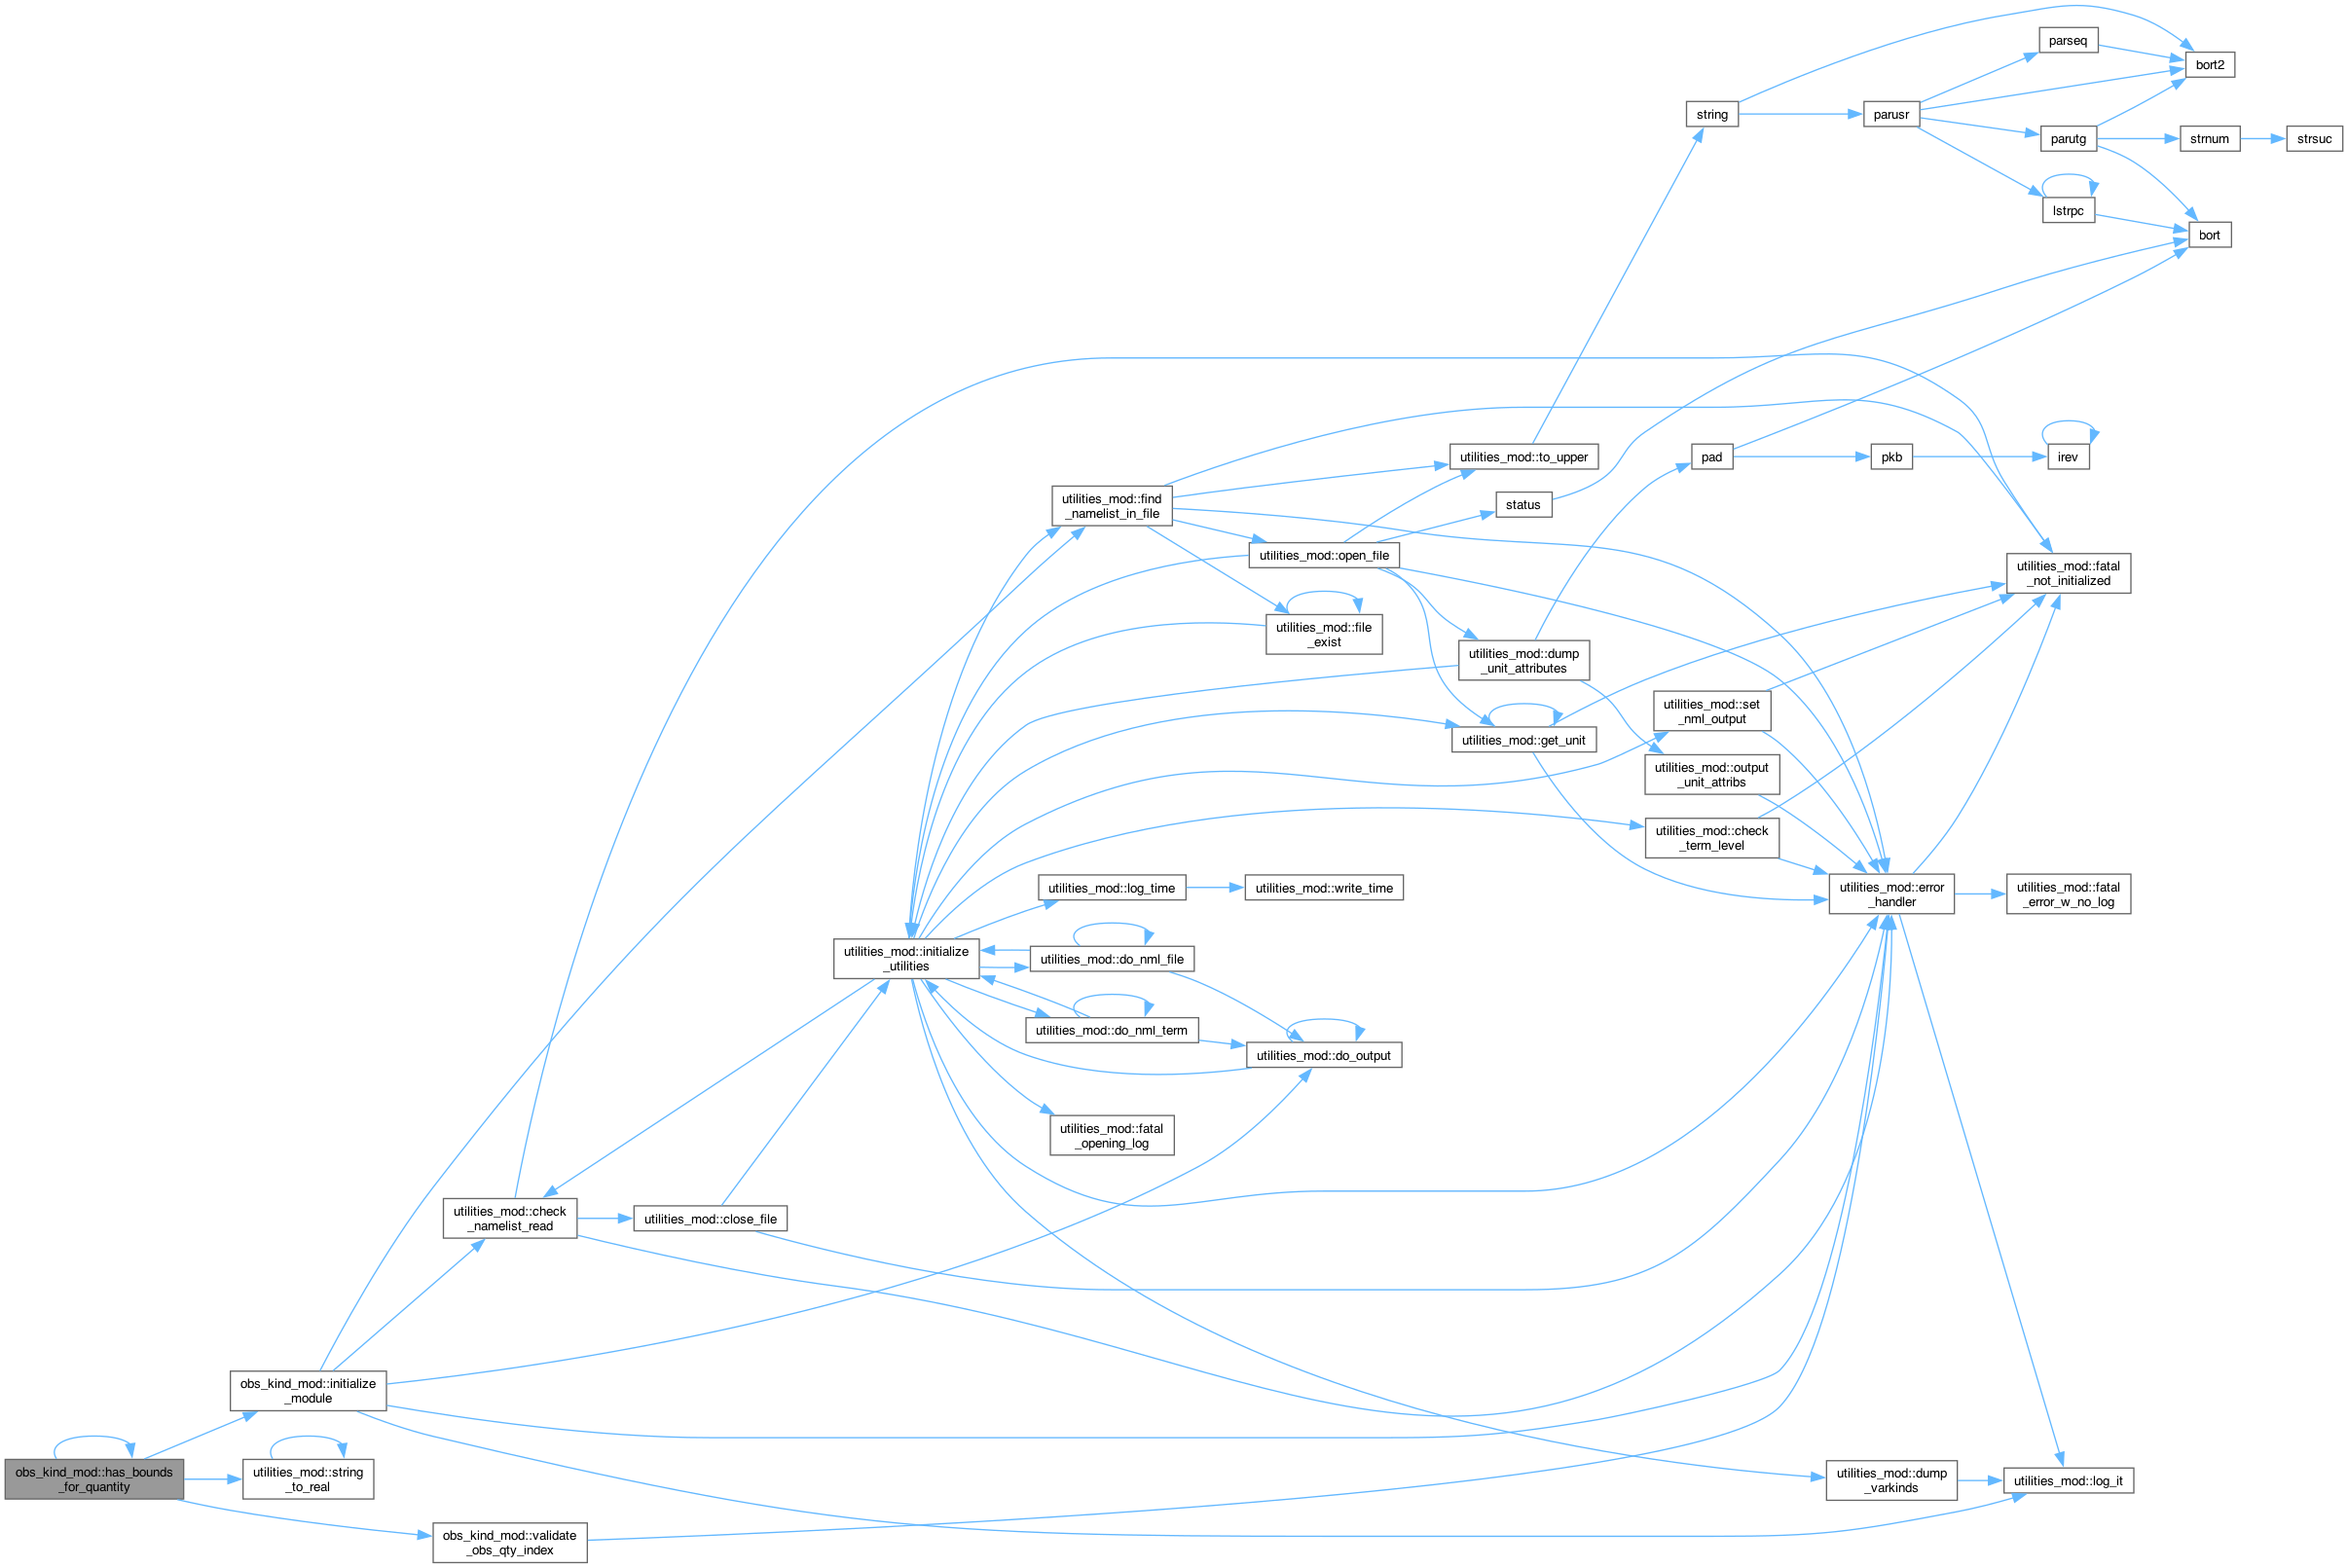 parseq
bort2
string
parusr
parutg
strnum
strsuc
lstrpc
bort
utilities_mod::to_upper
pad
pkb
irev
utilities_mod::find
_namelist_in_file
status
utilities_mod::open_file
utilities_mod::fatal
_not_initialized
utilities_mod::file
_exist
utilities_mod::dump
_unit_attributes
utilities_mod::set
_nml_output
utilities_mod::get_unit
utilities_mod::output
_unit_attribs
utilities_mod::check
_term_level
utilities_mod::log_time
utilities_mod::write_time
utilities_mod::error
_handler
utilities_mod::fatal
_error_w_no_log
utilities_mod::initialize
_utilities
utilities_mod::do_nml_file
utilities_mod::do_nml_term
utilities_mod::do_output
utilities_mod::fatal
_opening_log
utilities_mod::check
_namelist_read
utilities_mod::close_file
obs_kind_mod::initialize
_module
obs_kind_mod::has_bounds
_for_quantity
utilities_mod::string
_to_real
utilities_mod::dump
_varkinds
utilities_mod::log_it
obs_kind_mod::validate
_obs_qty_index